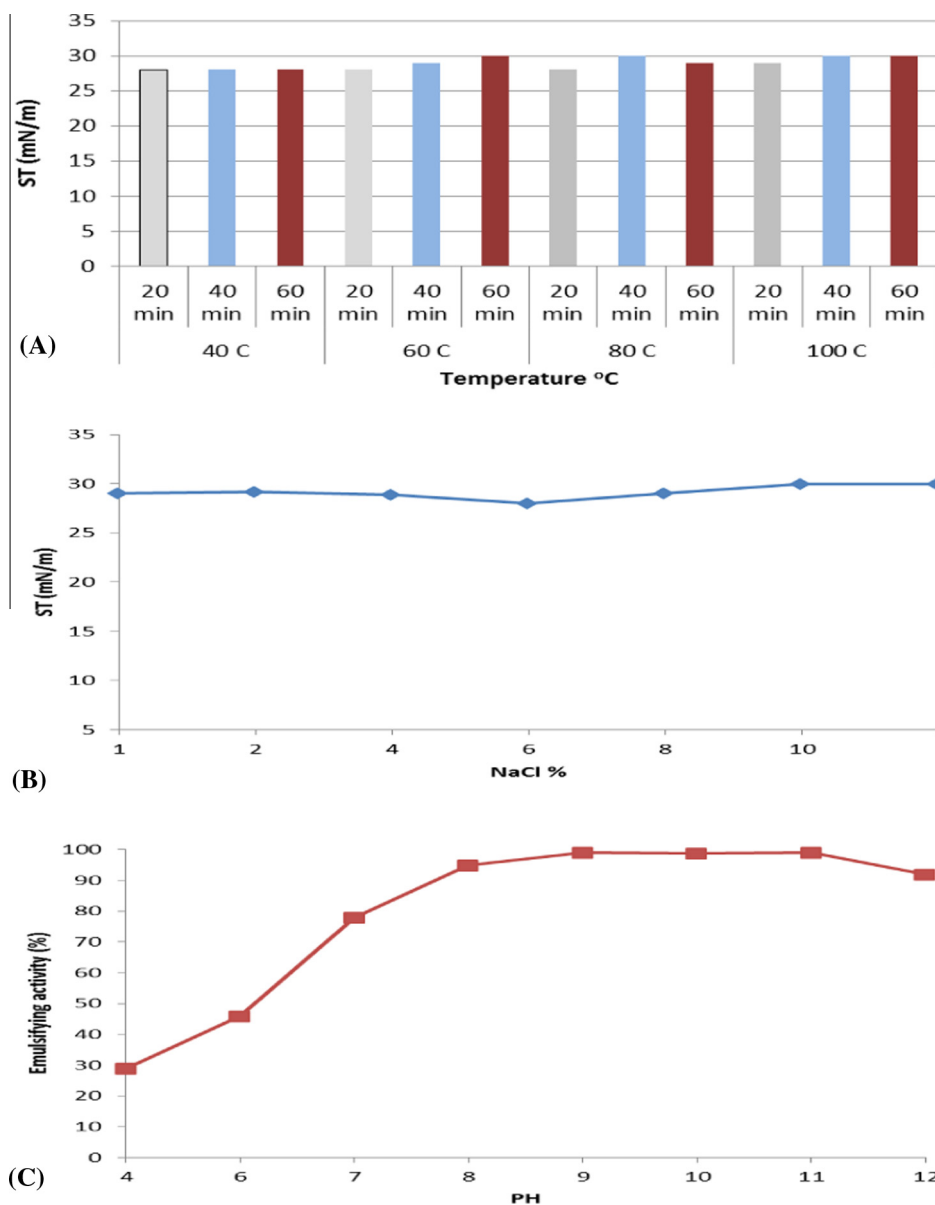 35
30
25
20
15
10
5
0
ST (mN/m)
20 40 60 20 40 60 20 40 60 20 40 60
min min min min min min min min min min min min
(A)
40 C 60 C 80 C 100 C
Temperature ºC
35
30
25
20
15
10
5
ST (mN/m)
1 2 4 6 8 10
NaCl %
(B)
100
90
80
70
60
50
40
30
20
10
0
Emulsifying activity (%)
4 6 7 8 9 10 11 12
(C)
PH